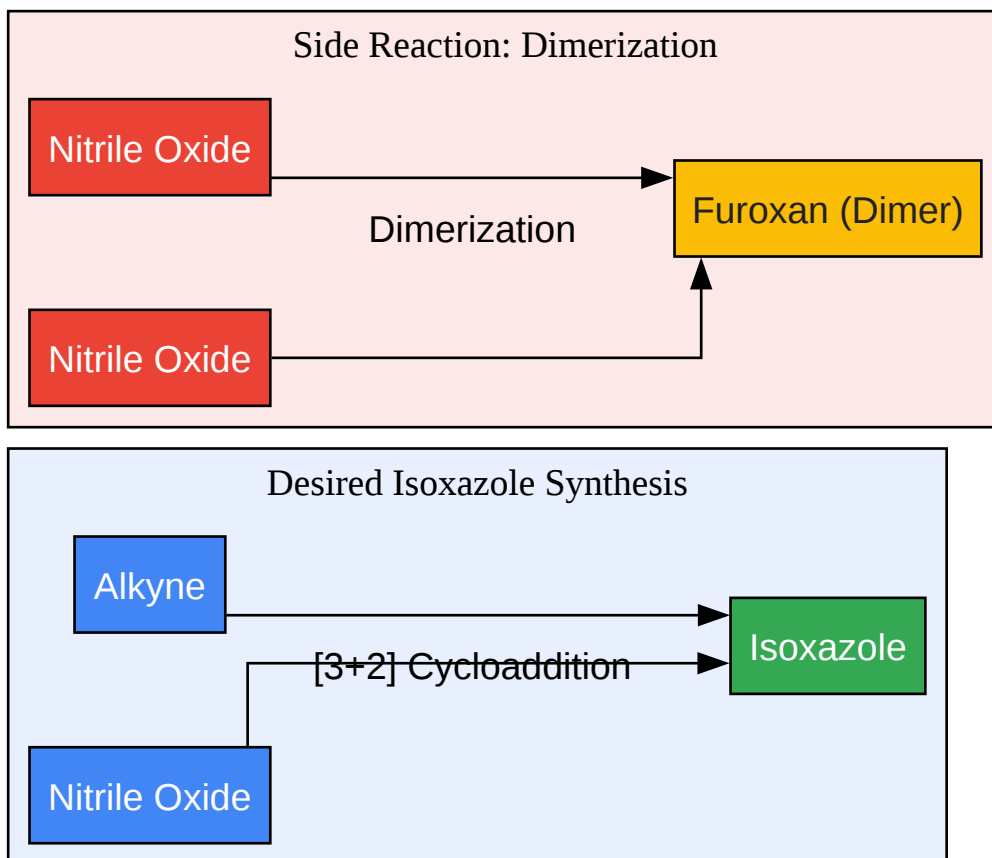 Side Reaction: Dimerization
Nitrile Oxide
Furoxan (Dimer)
Dimerization
Nitrile Oxide
Desired Isoxazole Synthesis
Alkyne
Isoxazole
[3+2] Cycloaddition
Nitrile Oxide